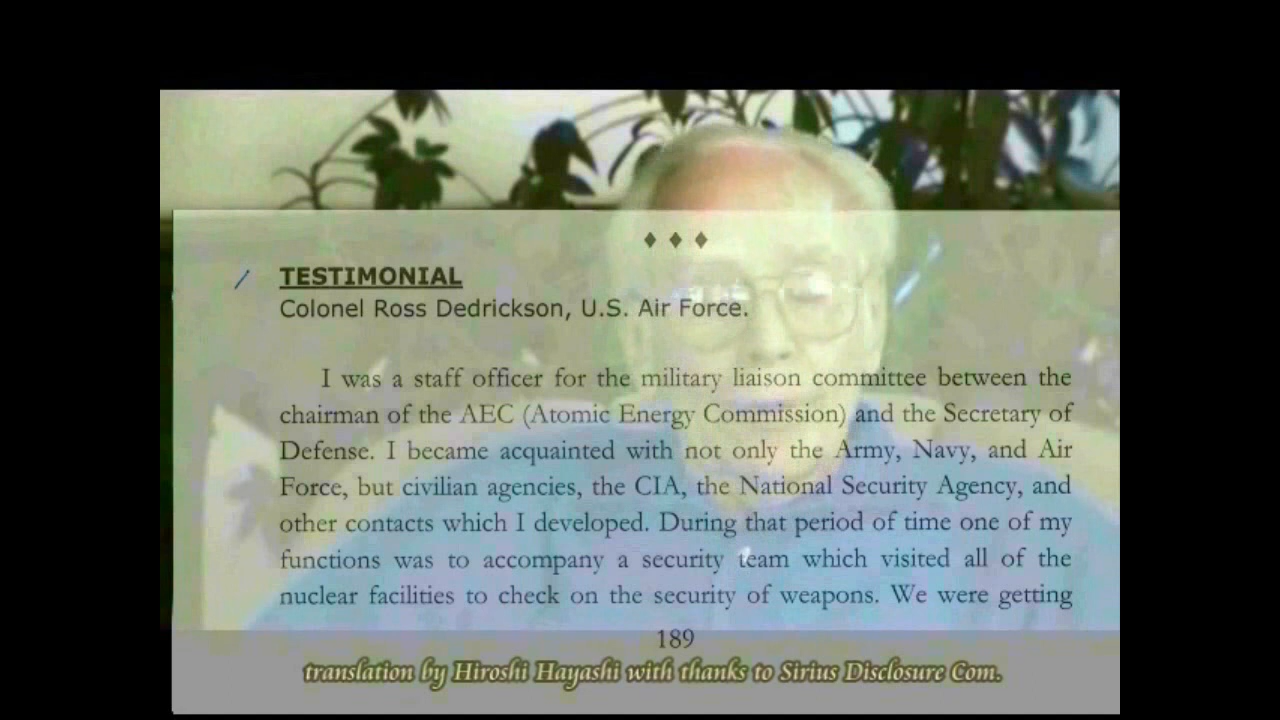 ♦ ♦ ♦
TESTIMONIAL
Colonel Ross Dedrickson, U.S. Air Force.
I was a staff officer for the military liaison committee between the
chairman of the AEC (Atomic Energy Commission) and the Secretary of
Defense. I became acquainted with not only the Army, Navy, and Air
Force, but civilian agencies, the CIA, the National Security Agency, and
other contacts which I developed. During that period of time one of my
functions was to accompany a security team which visited all of the
nuclear facilities to check on the security of weapons. We were getting
189
translation by Hiroshi Hayashi with thanks to Sirius Disclosure Com.